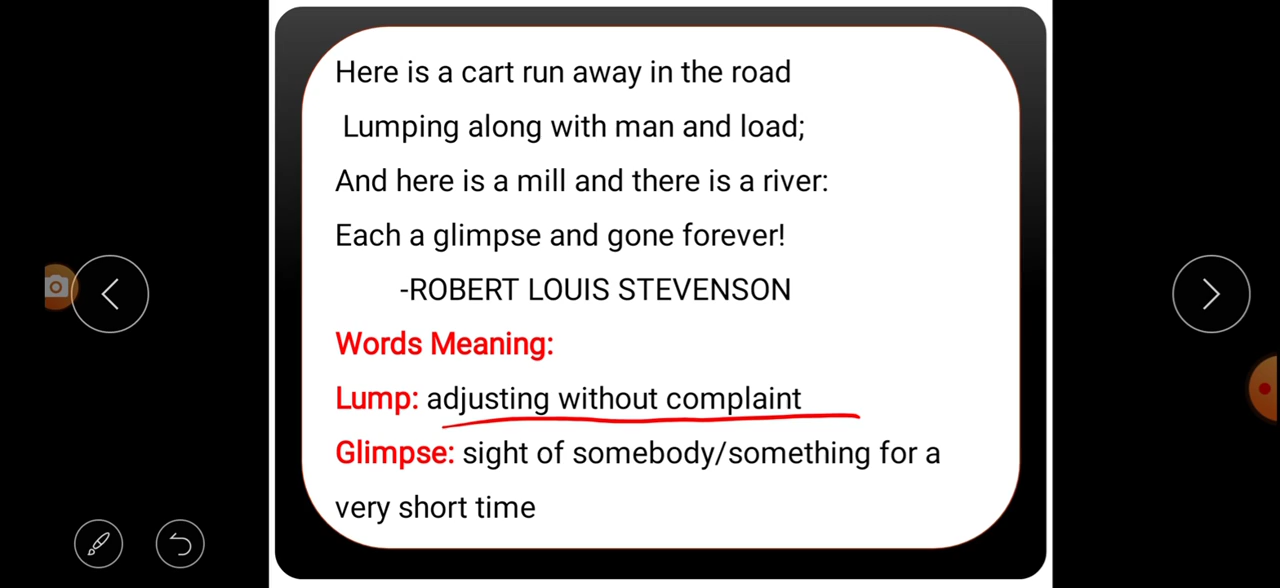 Here is a cart run away in the road
Lumping along with man and load;
And here is a mill and there is a river:
Each a glimpse and gone forever!
-ROBERT LOUIS STEVENSON
Words Meaning:
Lump: adjusting without complaint
Glimpse: sight of somebody/something for a
very short time